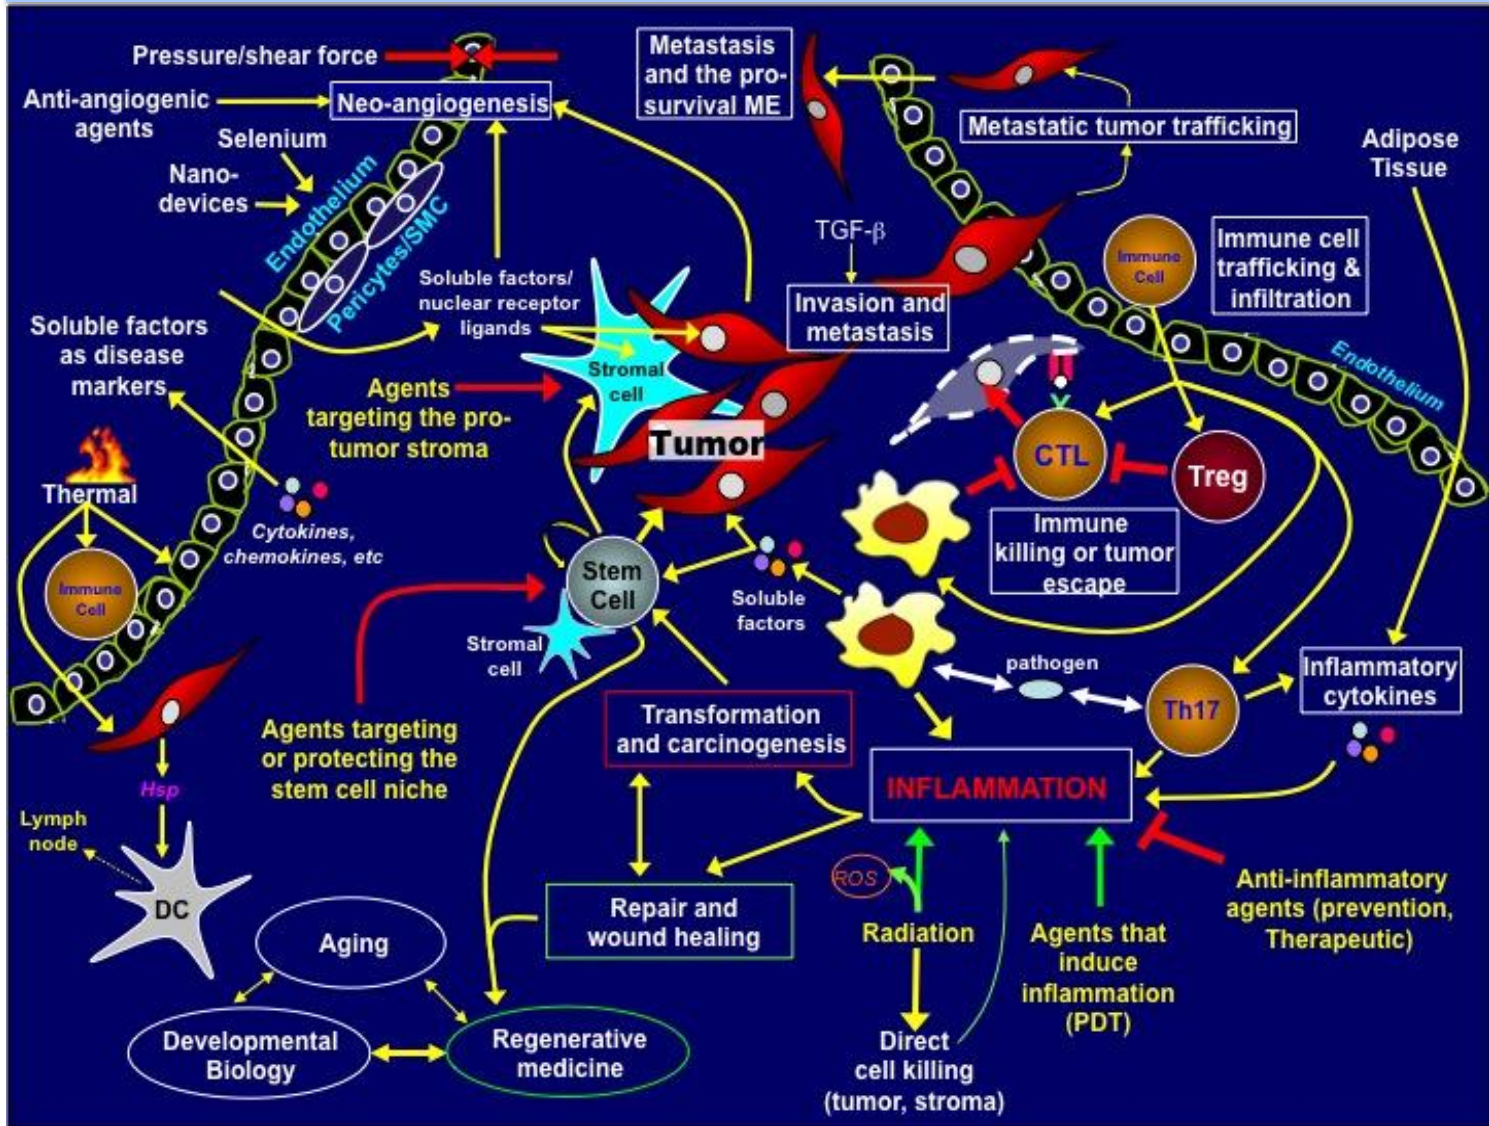 Pressure/shear force
Anti-angiogenic
agents
Neo-angiogenesis
Selenium
Nano-
devices
Endothelium
Pericytes/SMC
Metastasis
and the pro-
survival ME
Metastatic tumor trafficking
Adipose
Tissue
TGF-β
Invasion and
metastasis
Immune
Cell
Immune cell
trafficking &
infiltration
Endothelium
Soluble factors/
nuclear receptor
ligands
Soluble factors
as disease
markers
Stromal
cell
Agents
targeting the pro-
tumor stroma
Tumor
CTL
Treg
Thermal
Cytokines,
chemokines, etc
Immune
Cell
Immune
killing or tumor
escape
Stem
Cell
Stromal
cell
Soluble
factors
pathogen
Th17
Inflammatory
cytokines
Agents targeting
or protecting the
stem cell niche
Transformation
and carcinogenesis
INFLAMMATION
Hsp
Lymph
node
DC
ROS
Radiation
Agents that
induce
inflammation
(PDT)
Anti-inflammatory
agents (prevention,
Therapeutic)
Repair and
wound healing
Aging
Developmental
Biology
Regenerative
medicine
Direct
cell killing
(tumor, stroma)